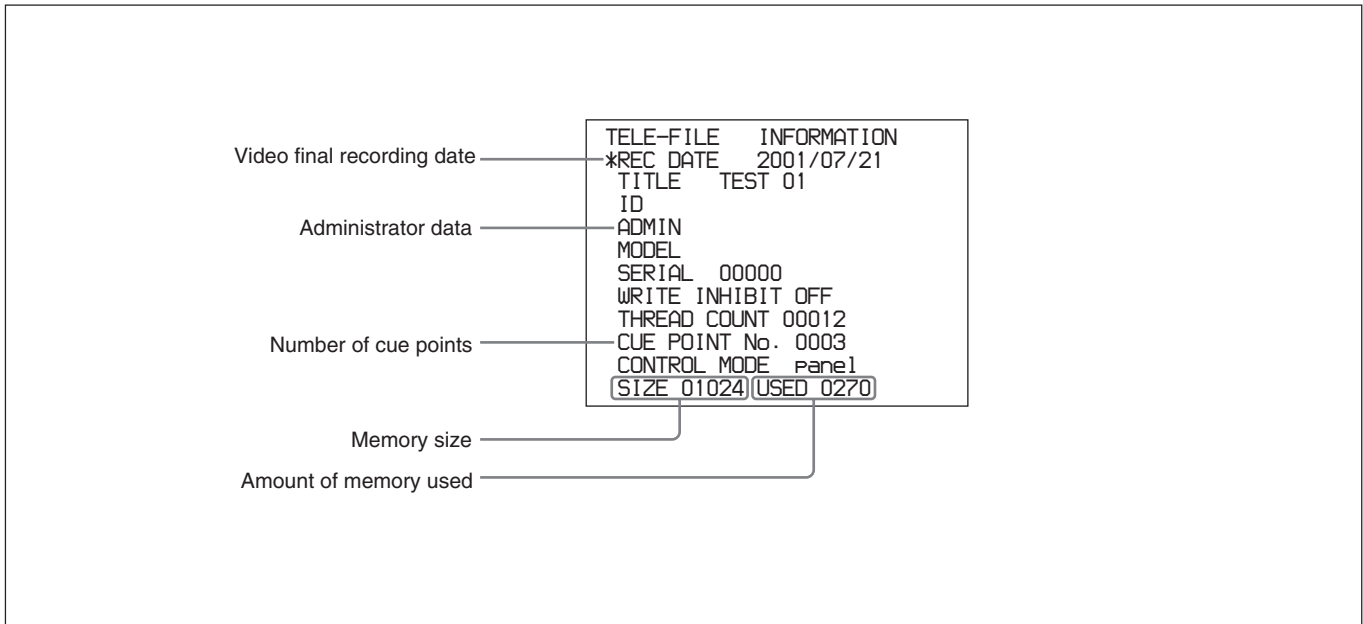 TELE-FILE INFORMATION
Video final recording date
*REC DATE 2001/07/21
TITLE TEST 01
ID
Administrator data
ADMIN
MODEL
SERIAL 00000
WRITE INHIBIT OFF
THREAD COUNT 00012
Number of cue points
CUE POINT No. 0003
CONTROL MODE panel
SIZE 01024 USED 0270
Memory size
Amount of memory used